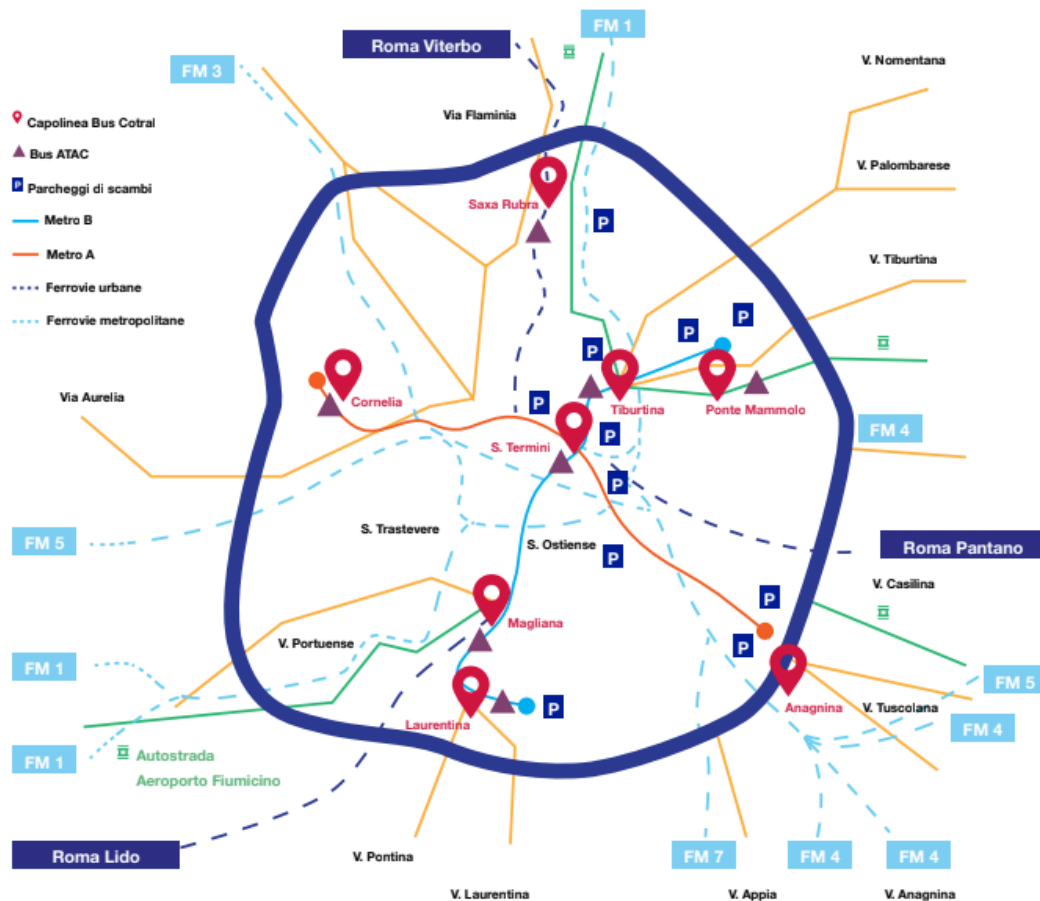 FM 1
Roma Viterbo
FM 3
V. Nomentana
Via Flaminia
Capolinea Bus Cotral
Bus ATAC
V. Palombarese
P
Parcheggi di scambi
Saxa Rubra
P
Metro B
Metro A
V. Tiburtina
Ferrovie urbane
P
Ferrovie metropolitane
P
P
Via Aurelia
Cornelia
P
Tiburtina
Ponte Mammolo
FM 4
P
S. Termini
P
S. Trastevere
FM 5
S. Ostiense
Roma Pantano
P
V. Casilina
P
Magliana
V. Portuense
P
FM 1
FM 5
Anagnina
V. Tuscolana
Laurentina
P
FM 4
FM 1
Autostrada
Aeroporto Fiumicino
Roma Lido
V. Pontina
FM 7
FM 4
FM 4
V. Laurentina
V. Appia
V. Anagnina